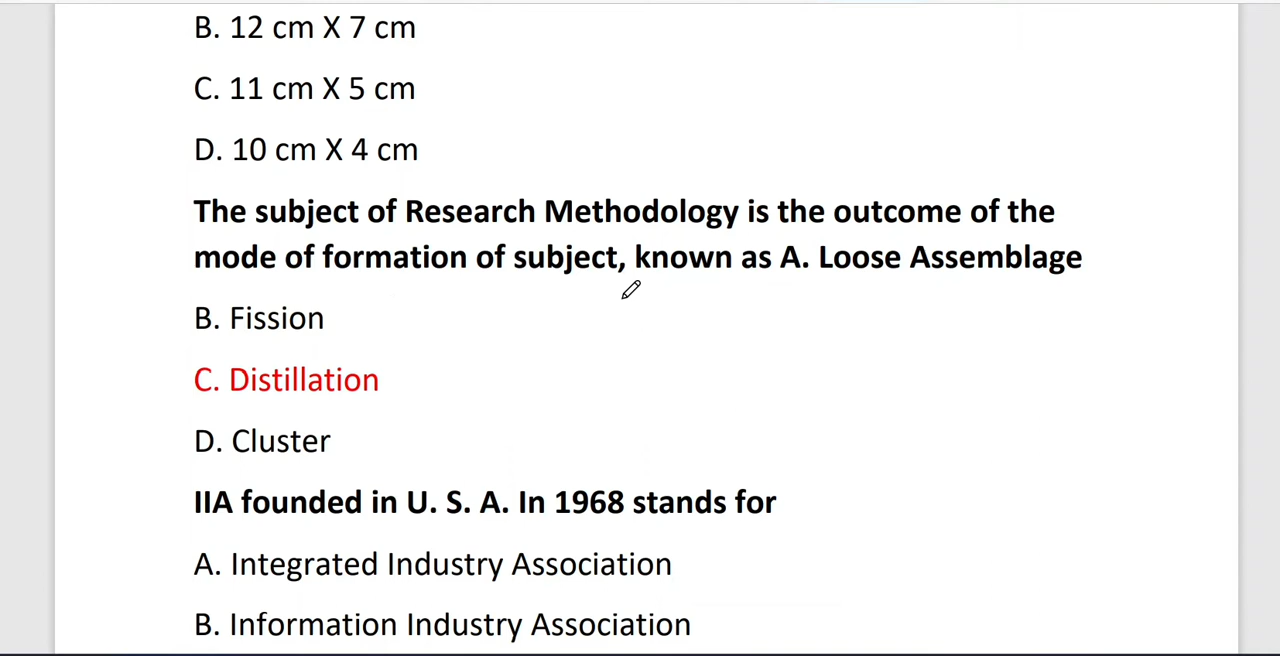 B. 12 cm X 7 cm
C. 11 cm X 5 cm
D. 10 cm X 4 cm
The subject of Research Methodology is the outcome of the
mode of formation of subject, known as A. Loose Assemblage
B. Fission
C. Distillation
D. Cluster
IIA founded in U. S. A. In 1968 stands for
A. Integrated Industry Association
B. Information Industry Association